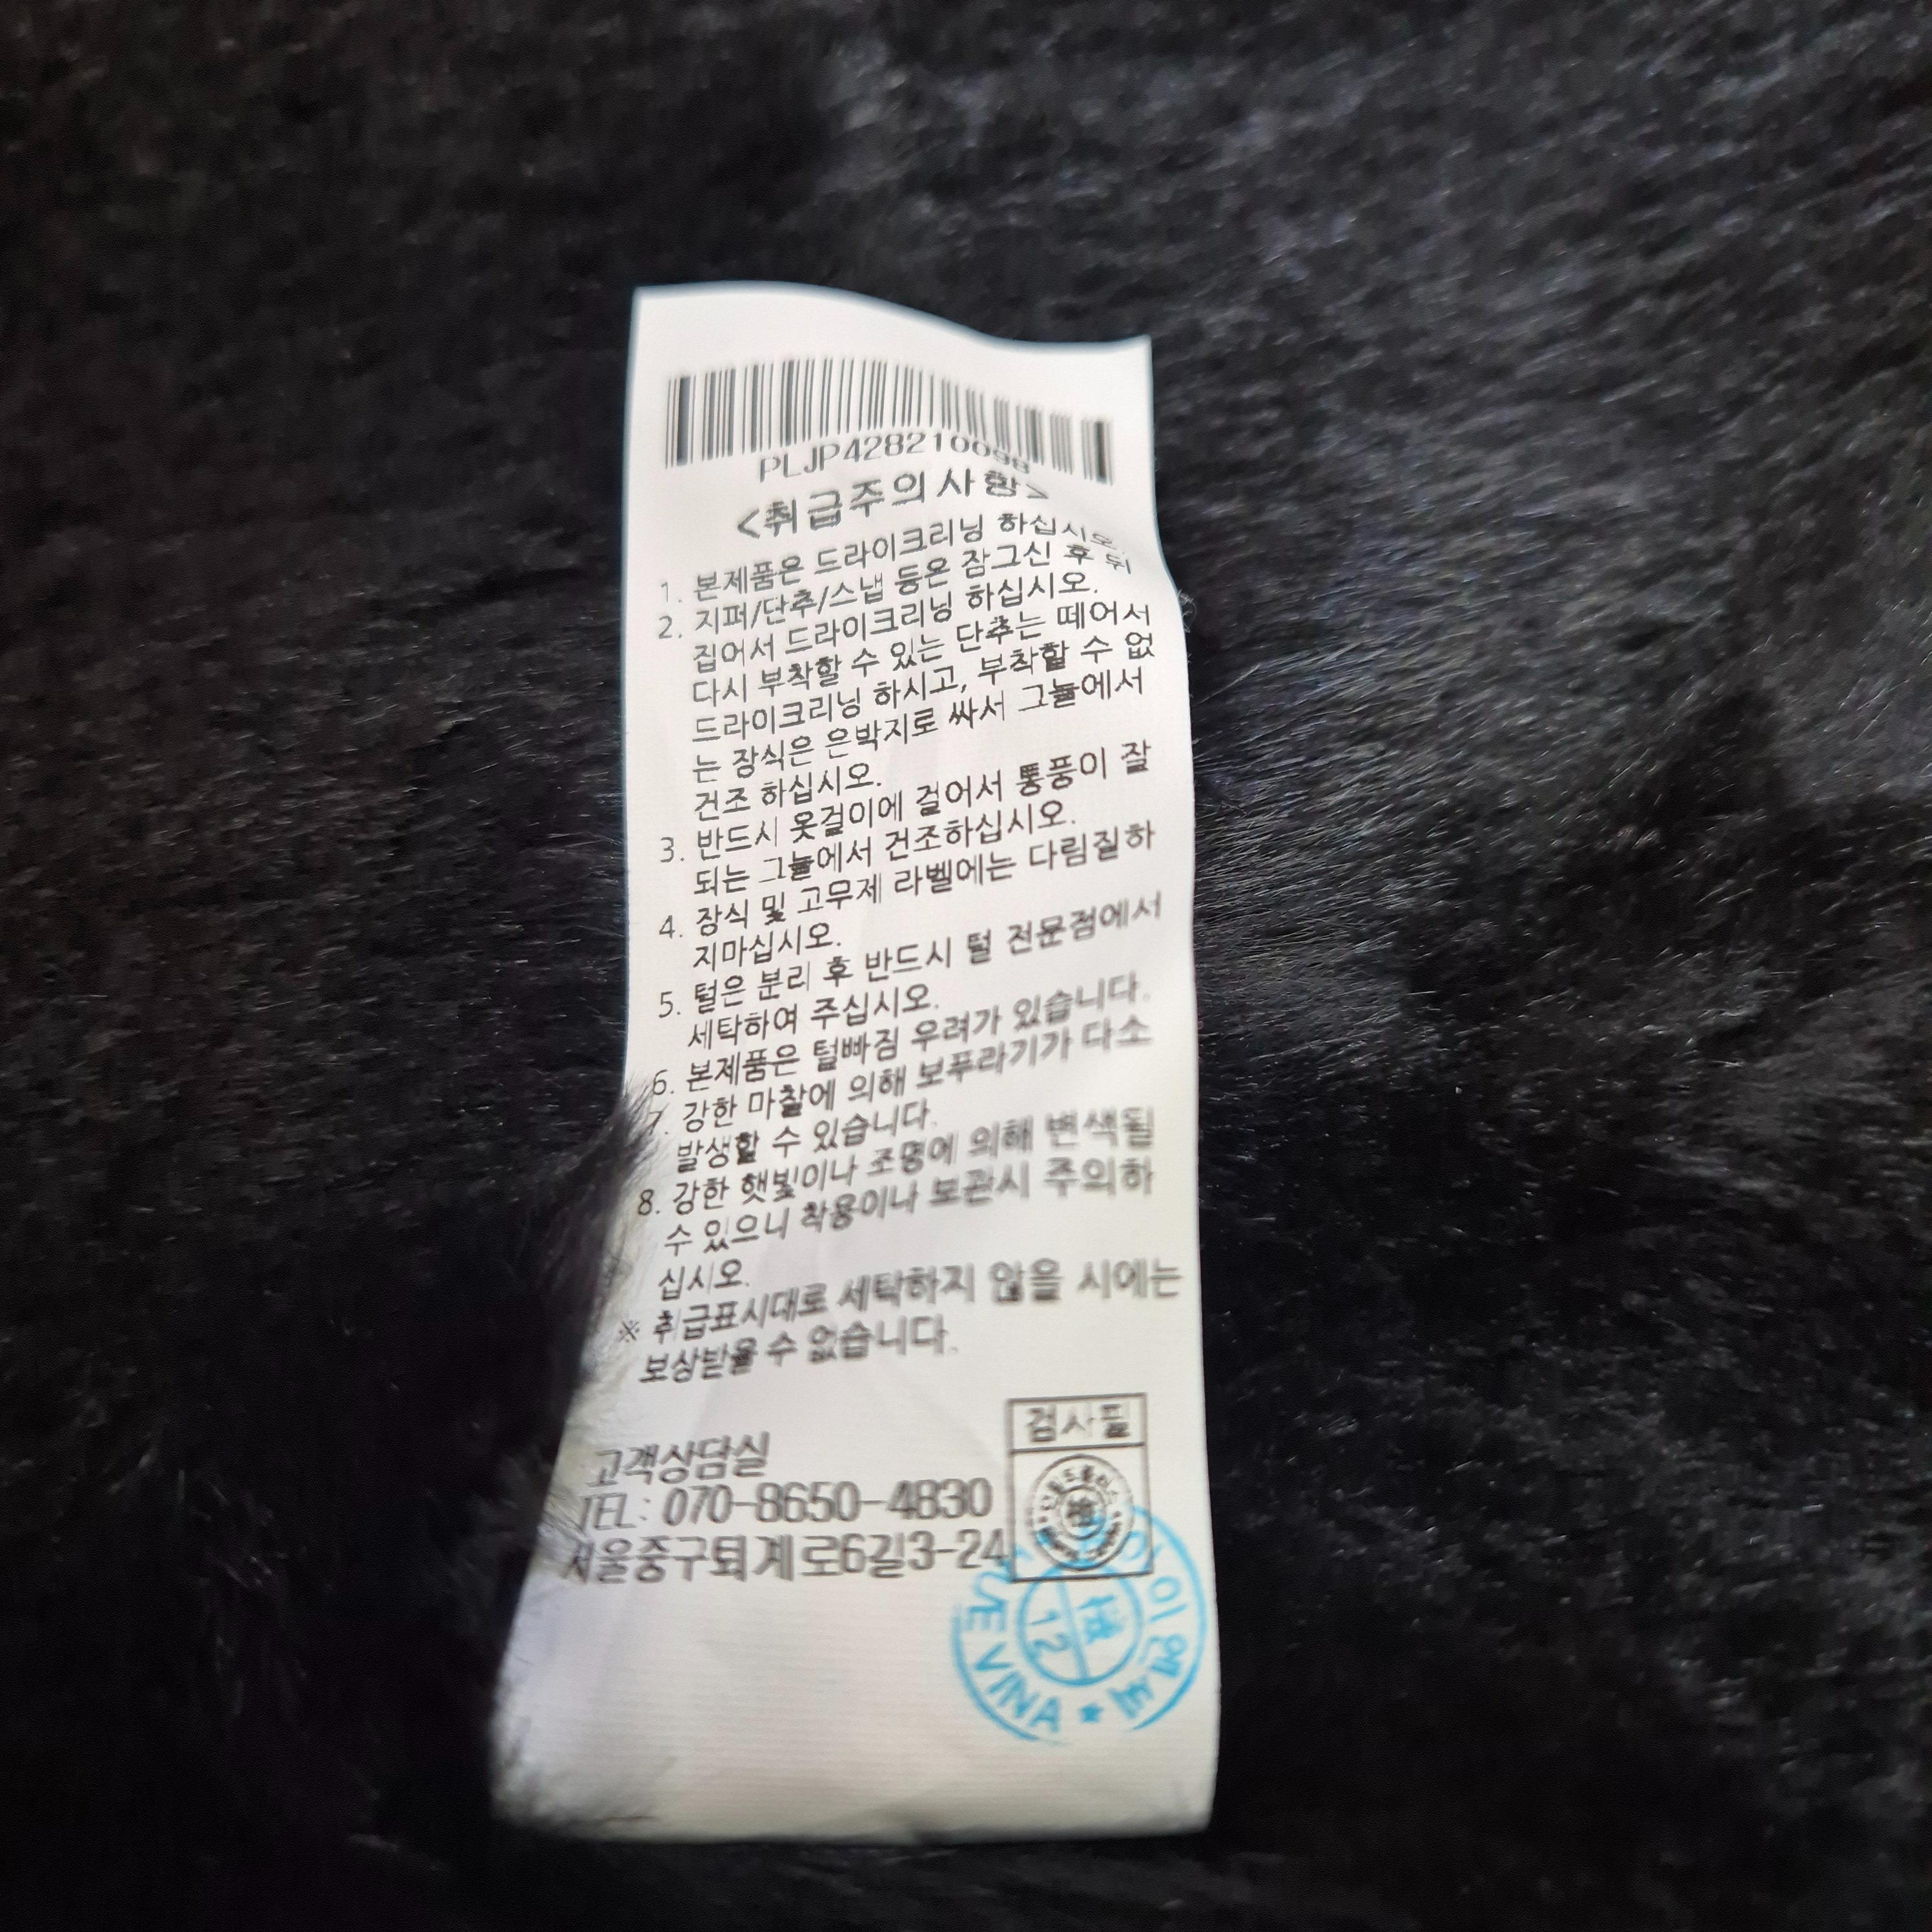 PLJP428210098
<취급주의사항>
1. 본제품은 드라이크리닝 하십시오.
2. 지퍼/단추/스냅 등은 잠그신 후 뒤
집어서 드라이크리닝 하십시오.
다시 부착할 수 있는 단추는 떼어서
드라이크리닝 하시고, 부착할 수 없
는 장식은 은박지로 싸서 그늘에서
건조 하십시오.
3. 반드시 옷걸이에 걸어서 통풍이 잘
되는 그늘에서 건조하십시오.
4. 장식 및 고무제 라벨에는 다림질하
지마십시오.
5. 털은 분리 후 반드시 털 전문점에서
세탁하여 주십시오.
6. 본제품은 털빠짐 우려가 있습니다.
7. 강한 마찰에 의해 보푸라기가 다소
발생할 수 있습니다.
8. 강한 햇빛이나 조명에 의해 변색될
수 있으니 착용이나 보관시 주의하
십시오.
※ 취급표시대로 세탁하지 않을 시에는
보상받을 수 없습니다.
검사필
고객상담실
TEL: 070-8650-4830
서울중구퇴계로6길3-24
이엔씨
12
VINA ★